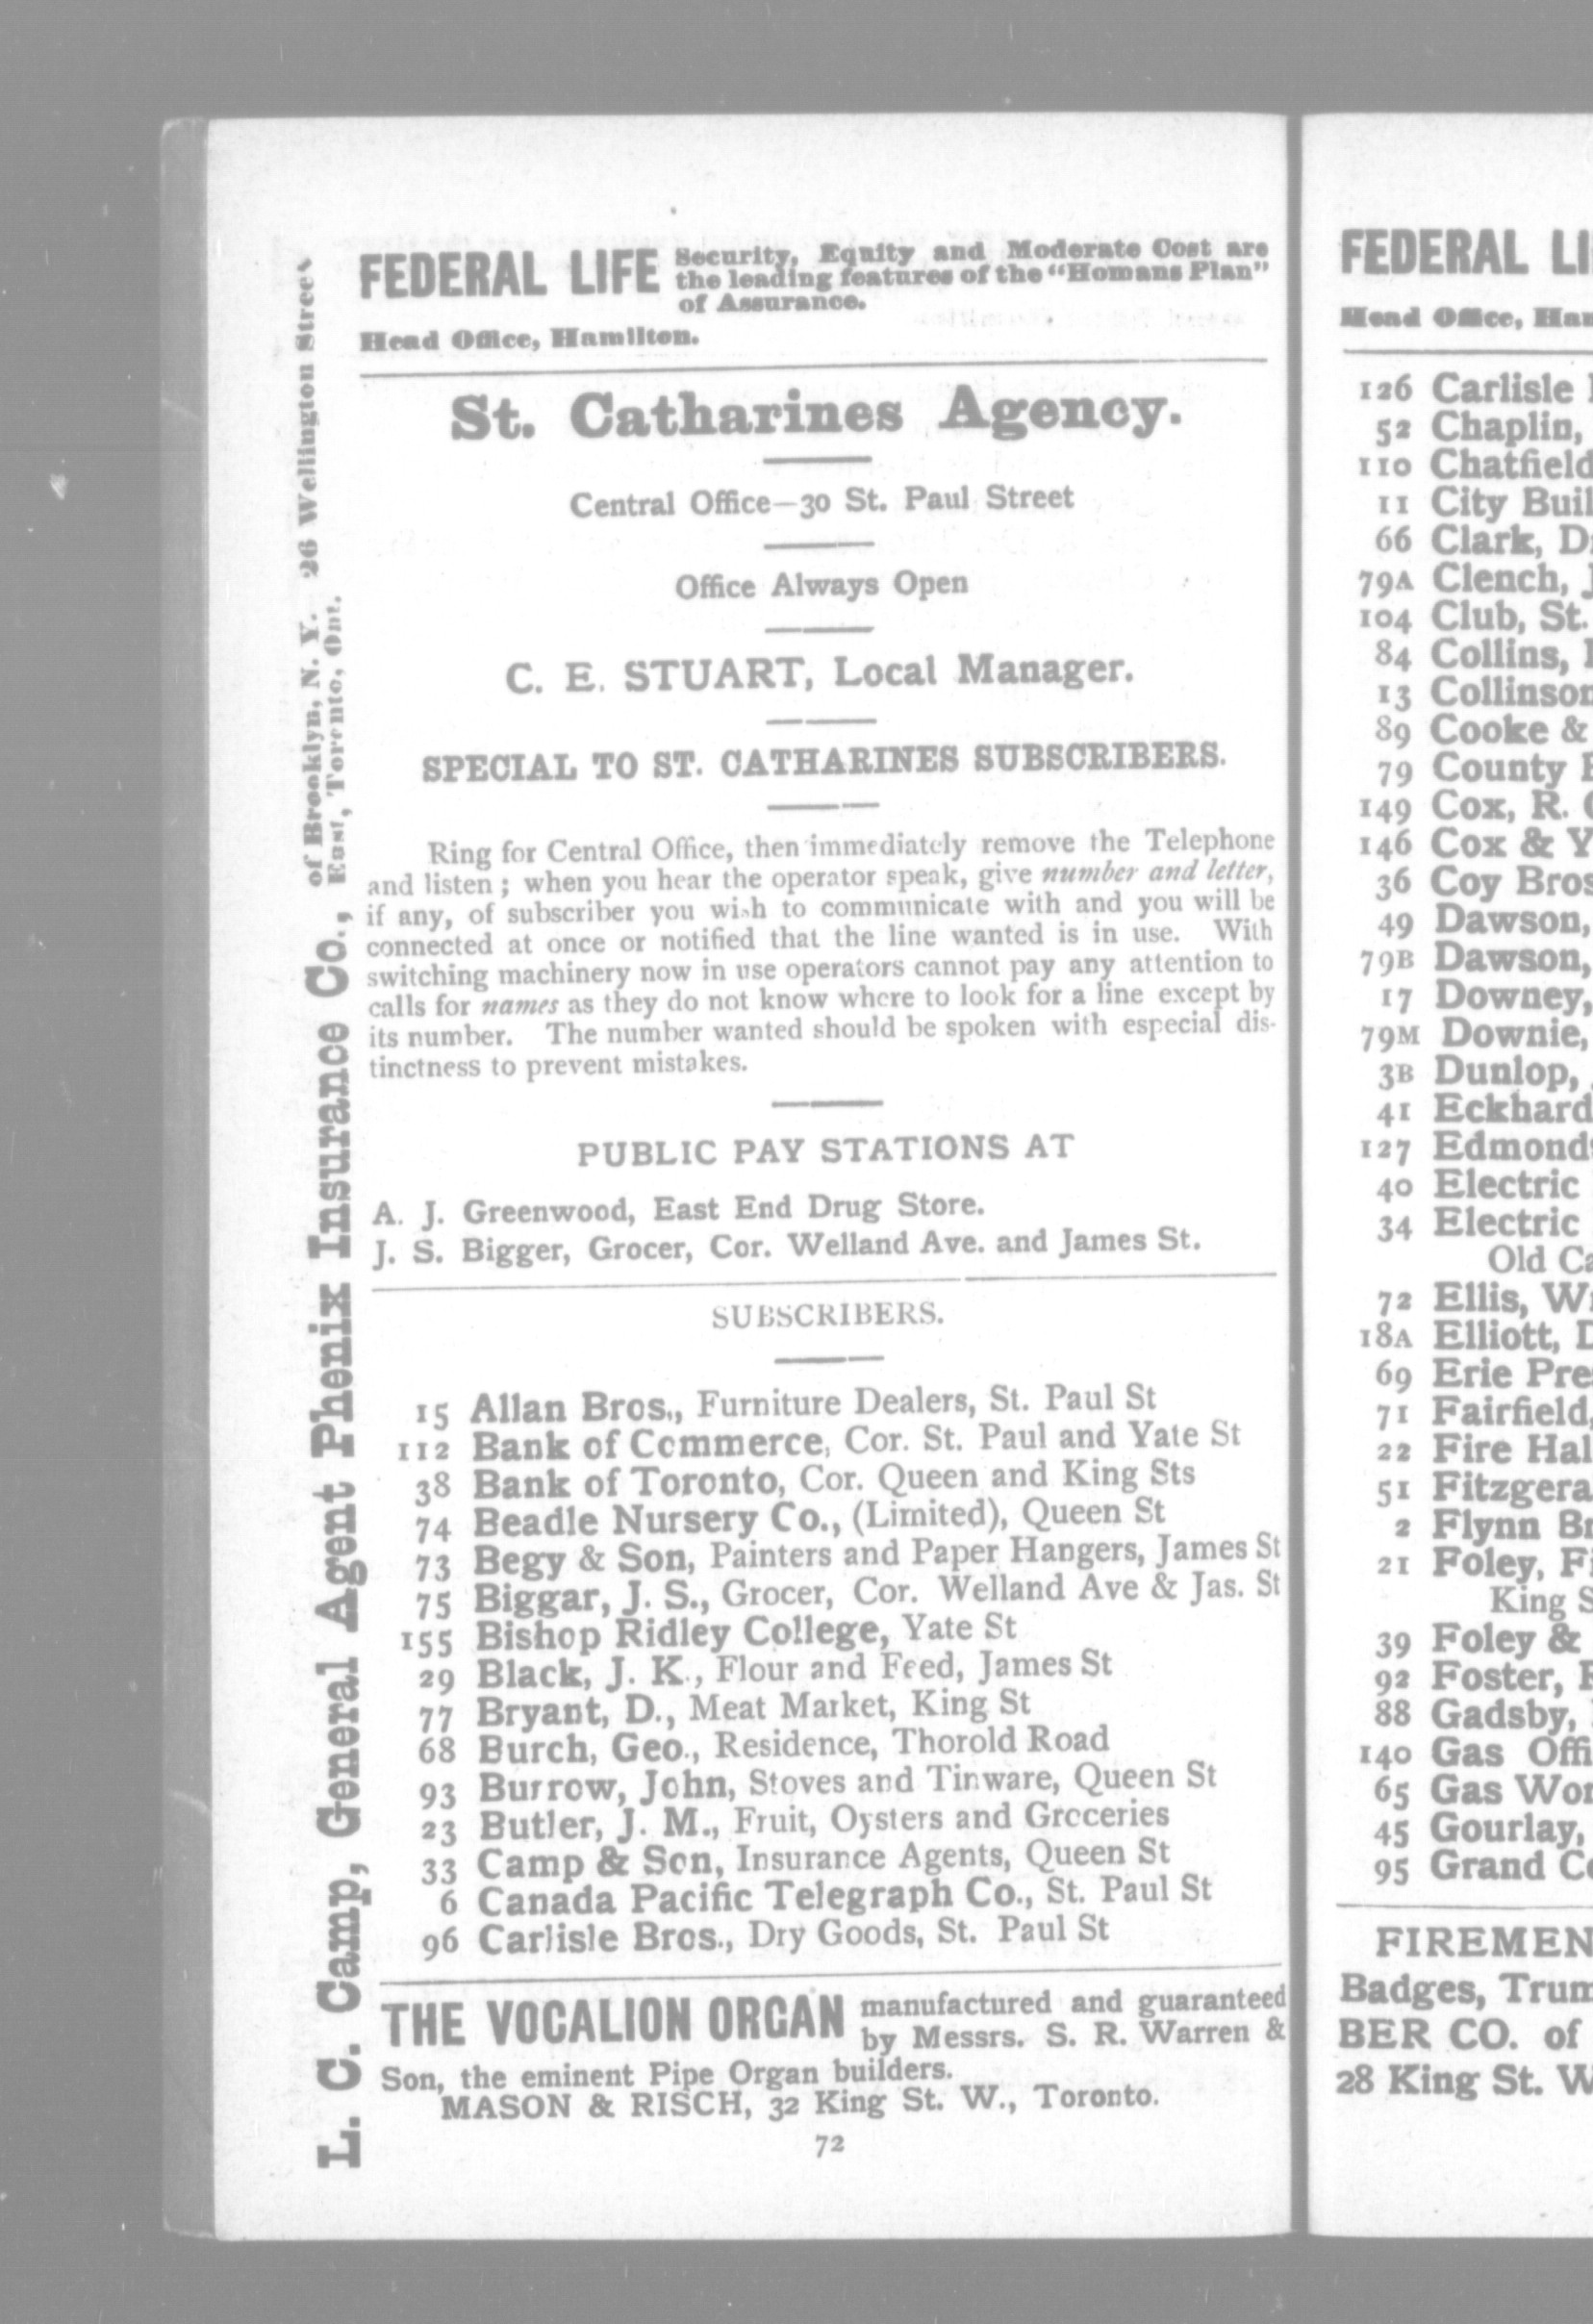 FEDERAL LIFE Security, Equity and Moderate Cost are
the leading features of the "Homans Plan"
of Assurance.
Head Office, Hamilton.
St. Catharines Agency.
Central Office—30 St. Paul Street
Office Always Open
C. E. STUART, Local Manager.
SPECIAL TO ST. CATHARINES SUBSCRIBERS.
Ring for Central Office, then immediately remove the Telephone
and listen; when you hear the operator speak, give number and letter,
if any, of subscriber you wish to communicate with and you will be
connected at once or notified that the line wanted is in use. With
switching machinery now in use operators cannot pay any attention to
calls for names as they do not know where to look for a line except by
its number. The number wanted should be spoken with especial dis-
tinctness to prevent mistakes.
PUBLIC PAY STATIONS AT
A. J. Greenwood, East End Drug Store.
J. S. Bigger, Grocer, Cor. Welland Ave. and James St.
SUBSCRIBERS.
15 Allan Bros., Furniture Dealers, St. Paul St
112 Bank of Commerce, Cor. St. Paul and Yate St
38 Bank of Toronto, Cor. Queen and King Sts
74 Beadle Nursery Co., (Limited), Queen St
73 Begy & Son, Painters and Paper Hangers, James St
75 Biggar, J. S., Grocer, Cor. Welland Ave & Jas. St
155 Bishop Ridley College, Yate St
29 Black, J. K., Flour and Feed, James St
77 Bryant, D., Meat Market, King St
68 Burch, Geo., Residence, Thorold Road
93 Burrow, John, Stoves and Tinware, Queen St
23 Butler, J. M., Fruit, Oysters and Groceries
33 Camp & Son, Insurance Agents, Queen St
6 Canada Pacific Telegraph Co., St. Paul St
96 Carlisle Bros., Dry Goods, St. Paul St
THE VOCALION ORGAN manufactured and guaranteed
by Messrs. S. R. Warren &
Son, the eminent Pipe Organ builders.
MASON & RISCH, 32 King St. W., Toronto.
72
L. C. Camp, General Agent Phenix Insurance Co., of Brooklyn, N. Y. 26 Wellington Street
East, Toronto, Ont.
FEDERAL
Head Office,
126 Carlisle
52 Chaplin,
110 Chatfield
11 City
66 Clark,
79A Clench,
104 Club, St.
84 Collins,
13 Collinson
89 Cooke &
79 County
149 Cox, R.
146 Cox &
36 Coy Bros
49 Dawson,
79B Dawson,
17 Downey,
79M Downie,
3B Dunlop,
41 Eckhard
127 Edmond
40 Electric
34 Electric
Old
72 Ellis,
18A Elliott,
69 Erie
71 Fairfield,
22 Fire
51 Fitzgera
2 Flynn
21 Foley,
King
39 Foley &
92 Foster,
88 Gadsby,
140 Gas
65 Gas
45 Gourlay,
95 Grand
FIREMEN
Badges,
BER CO. of
28 King St. W